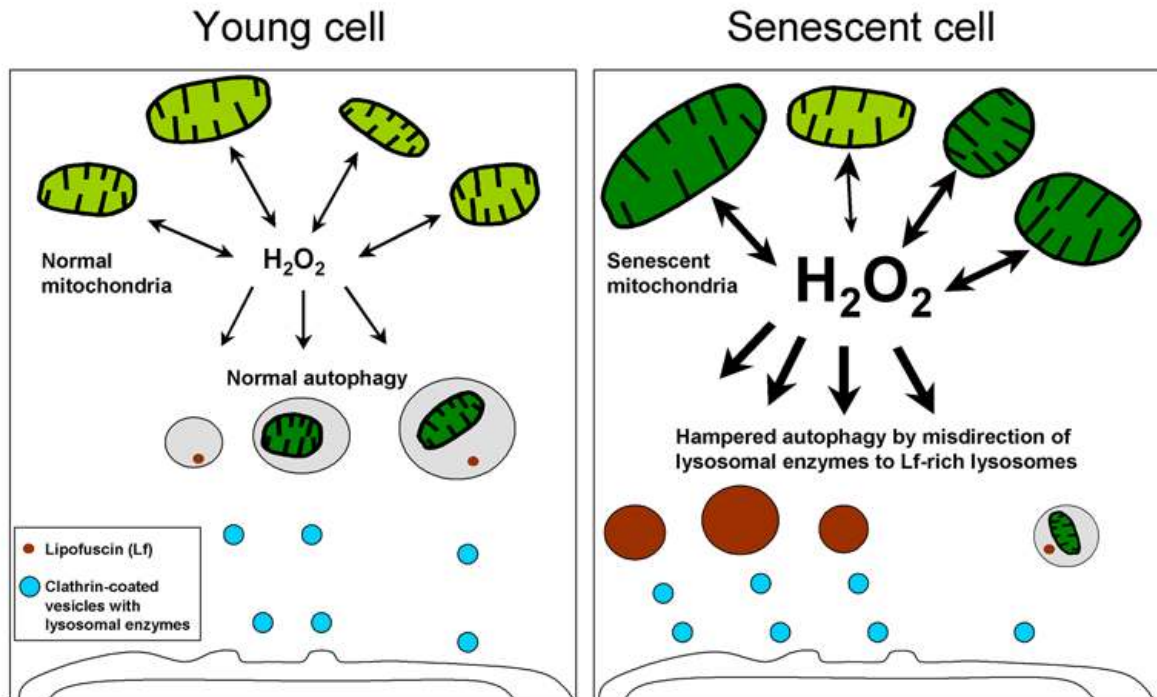 Young cell
Normal
mitochondria
H₂O₂
Normal autophagy
Lipofuscin (Lf)
Clathrin-coated
vesicles with
lysosomal enzymes
Senescent cell
Senescent
mitochondria
H₂O₂
Hampered autophagy by misdirection of
lysosomal enzymes to Lf-rich lysosomes